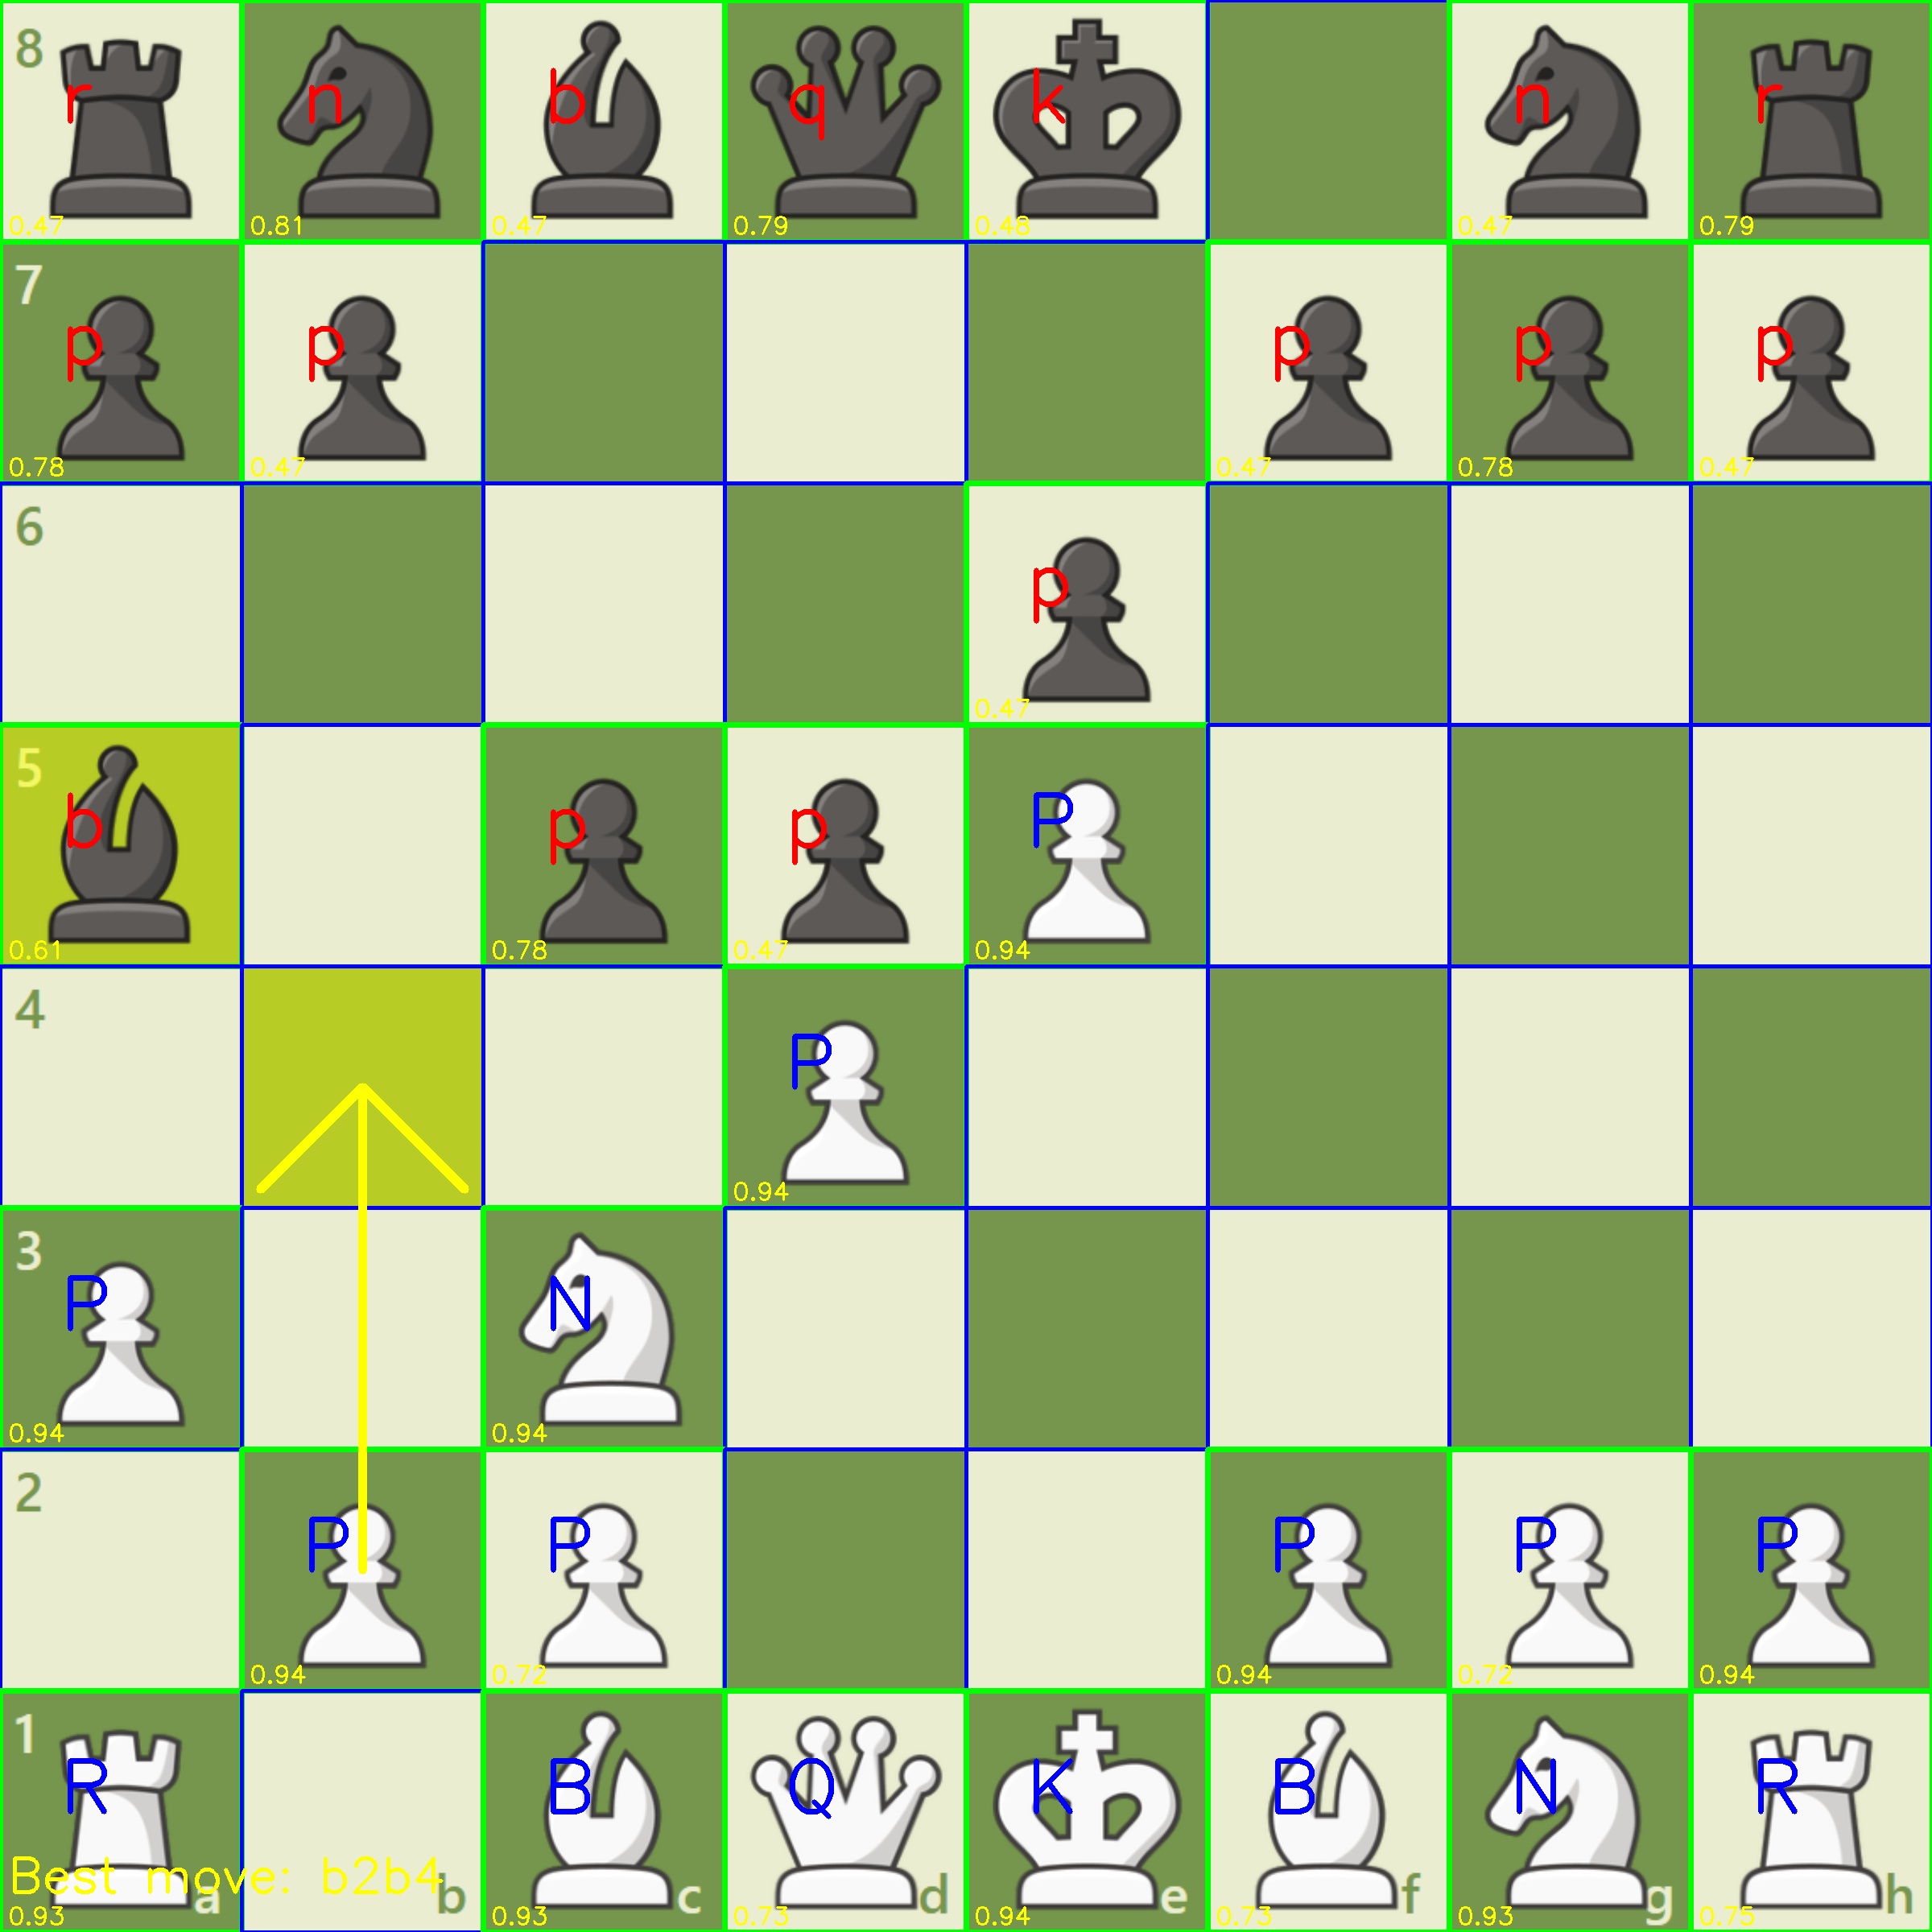 8 r n b q k n r
0.47 0.81 0.47 0.79 0.48 0.47 0.79
7 p p p p p
0.78 0.47 0.47 0.78 0.47
6 p
0.47
5 b p p P
0.61 0.78 0.47 0.94
4 P
0.94
3 P N
0.94 0.94
2 P P P P P
0.94 0.72 0.94 0.72 0.94
1 R B Q K B N R
Best move: b2b4
a b c d e f g h
0.93 0.93 0.73 0.94 0.73 0.93 0.75